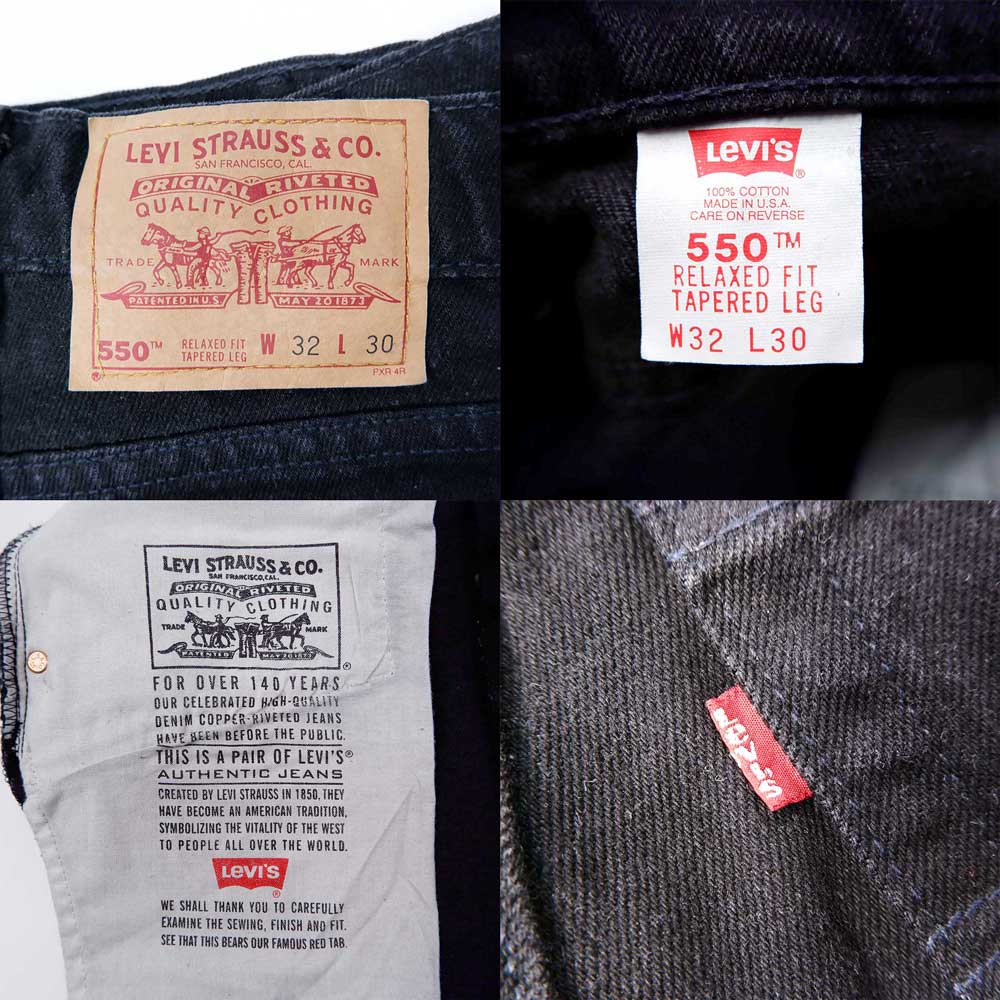 LEVI STRAUSS & CO.
SAN FRANCISCO, CAL.
ORIGINAL RIVETED
QUALITY CLOTHING
TRADE MARK
PATENTED IN U.S. MAY 20 1873
550™ RELAXED FIT TAPERED LEG W 32 L 30
®
PXR 4R
LEVI'S
®
100% COTTON
MADE IN U.S.A.
CARE ON REVERSE
550™
RELAXED FIT
TAPERED LEG
W32 L30
LEVI STRAUSS & CO.
SAN FRANCISCO, CAL.
ORIGINAL RIVETED
QUALITY CLOTHING
TRADE MARK
PATENTED MAY 20 1873
®
FOR OVER 140 YEARS
OUR CELEBRATED HIGH-QUALITY
DENIM COPPER-RIVETED JEANS
HAVE BEEN BEFORE THE PUBLIC.
THIS IS A PAIR OF LEVI'S®
AUTHENTIC JEANS
CREATED BY LEVI STRAUSS IN 1850, THEY
HAVE BECOME AN AMERICAN TRADITION,
SYMBOLIZING THE VITALITY OF THE WEST
TO PEOPLE ALL OVER THE WORLD.
LEVI'S
®
WE SHALL THANK YOU TO CAREFULLY
EXAMINE THE SEWING, FINISH AND FIT.
SEE THAT THIS BEARS OUR FAMOUS RED TAB.
LEVI'S